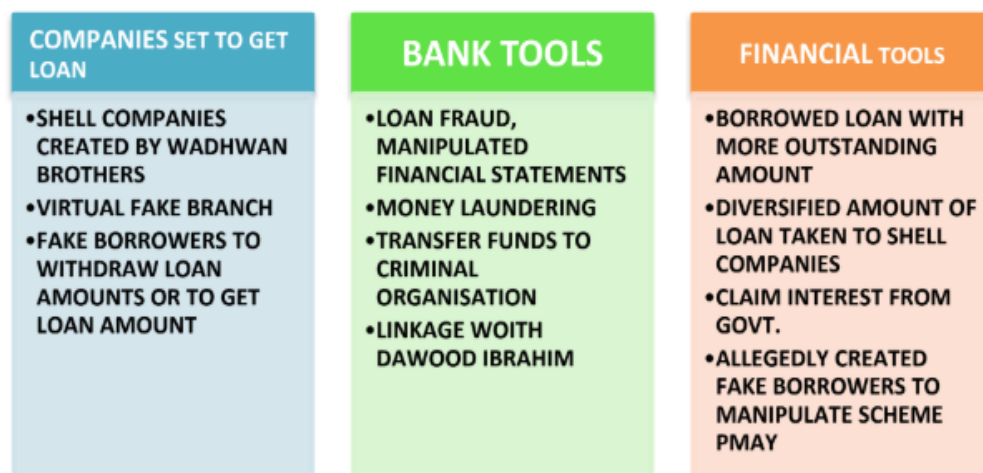 COMPANIES SET TO GET
LOAN
•SHELL COMPANIES
CREATED BY WADHWAN
BROTHERS
•VIRTUAL FAKE BRANCH
•FAKE BORROWERS TO
WITHDRAW LOAN
AMOUNTS OR TO GET
LOAN AMOUNT
BANK TOOLS
•LOAN FRAUD,
MANIPULATED
FINANCIAL STATEMENTS
•MONEY LAUNDERING
•TRANSFER FUNDS TO
CRIMINAL
ORGANISATION
•LINKAGE WOITH
DAWOOD IBRAHIM
FINANCIAL TOOLS
•BORROWED LOAN WITH
MORE OUTSTANDING
AMOUNT
•DIVERSIFIED AMOUNT OF
LOAN TAKEN TO SHELL
COMPANIES
•CLAIM INTEREST FROM
GOVT.
•ALLEGEDLY CREATED
FAKE BORROWERS TO
MANIPULATE SCHEME
PMAY